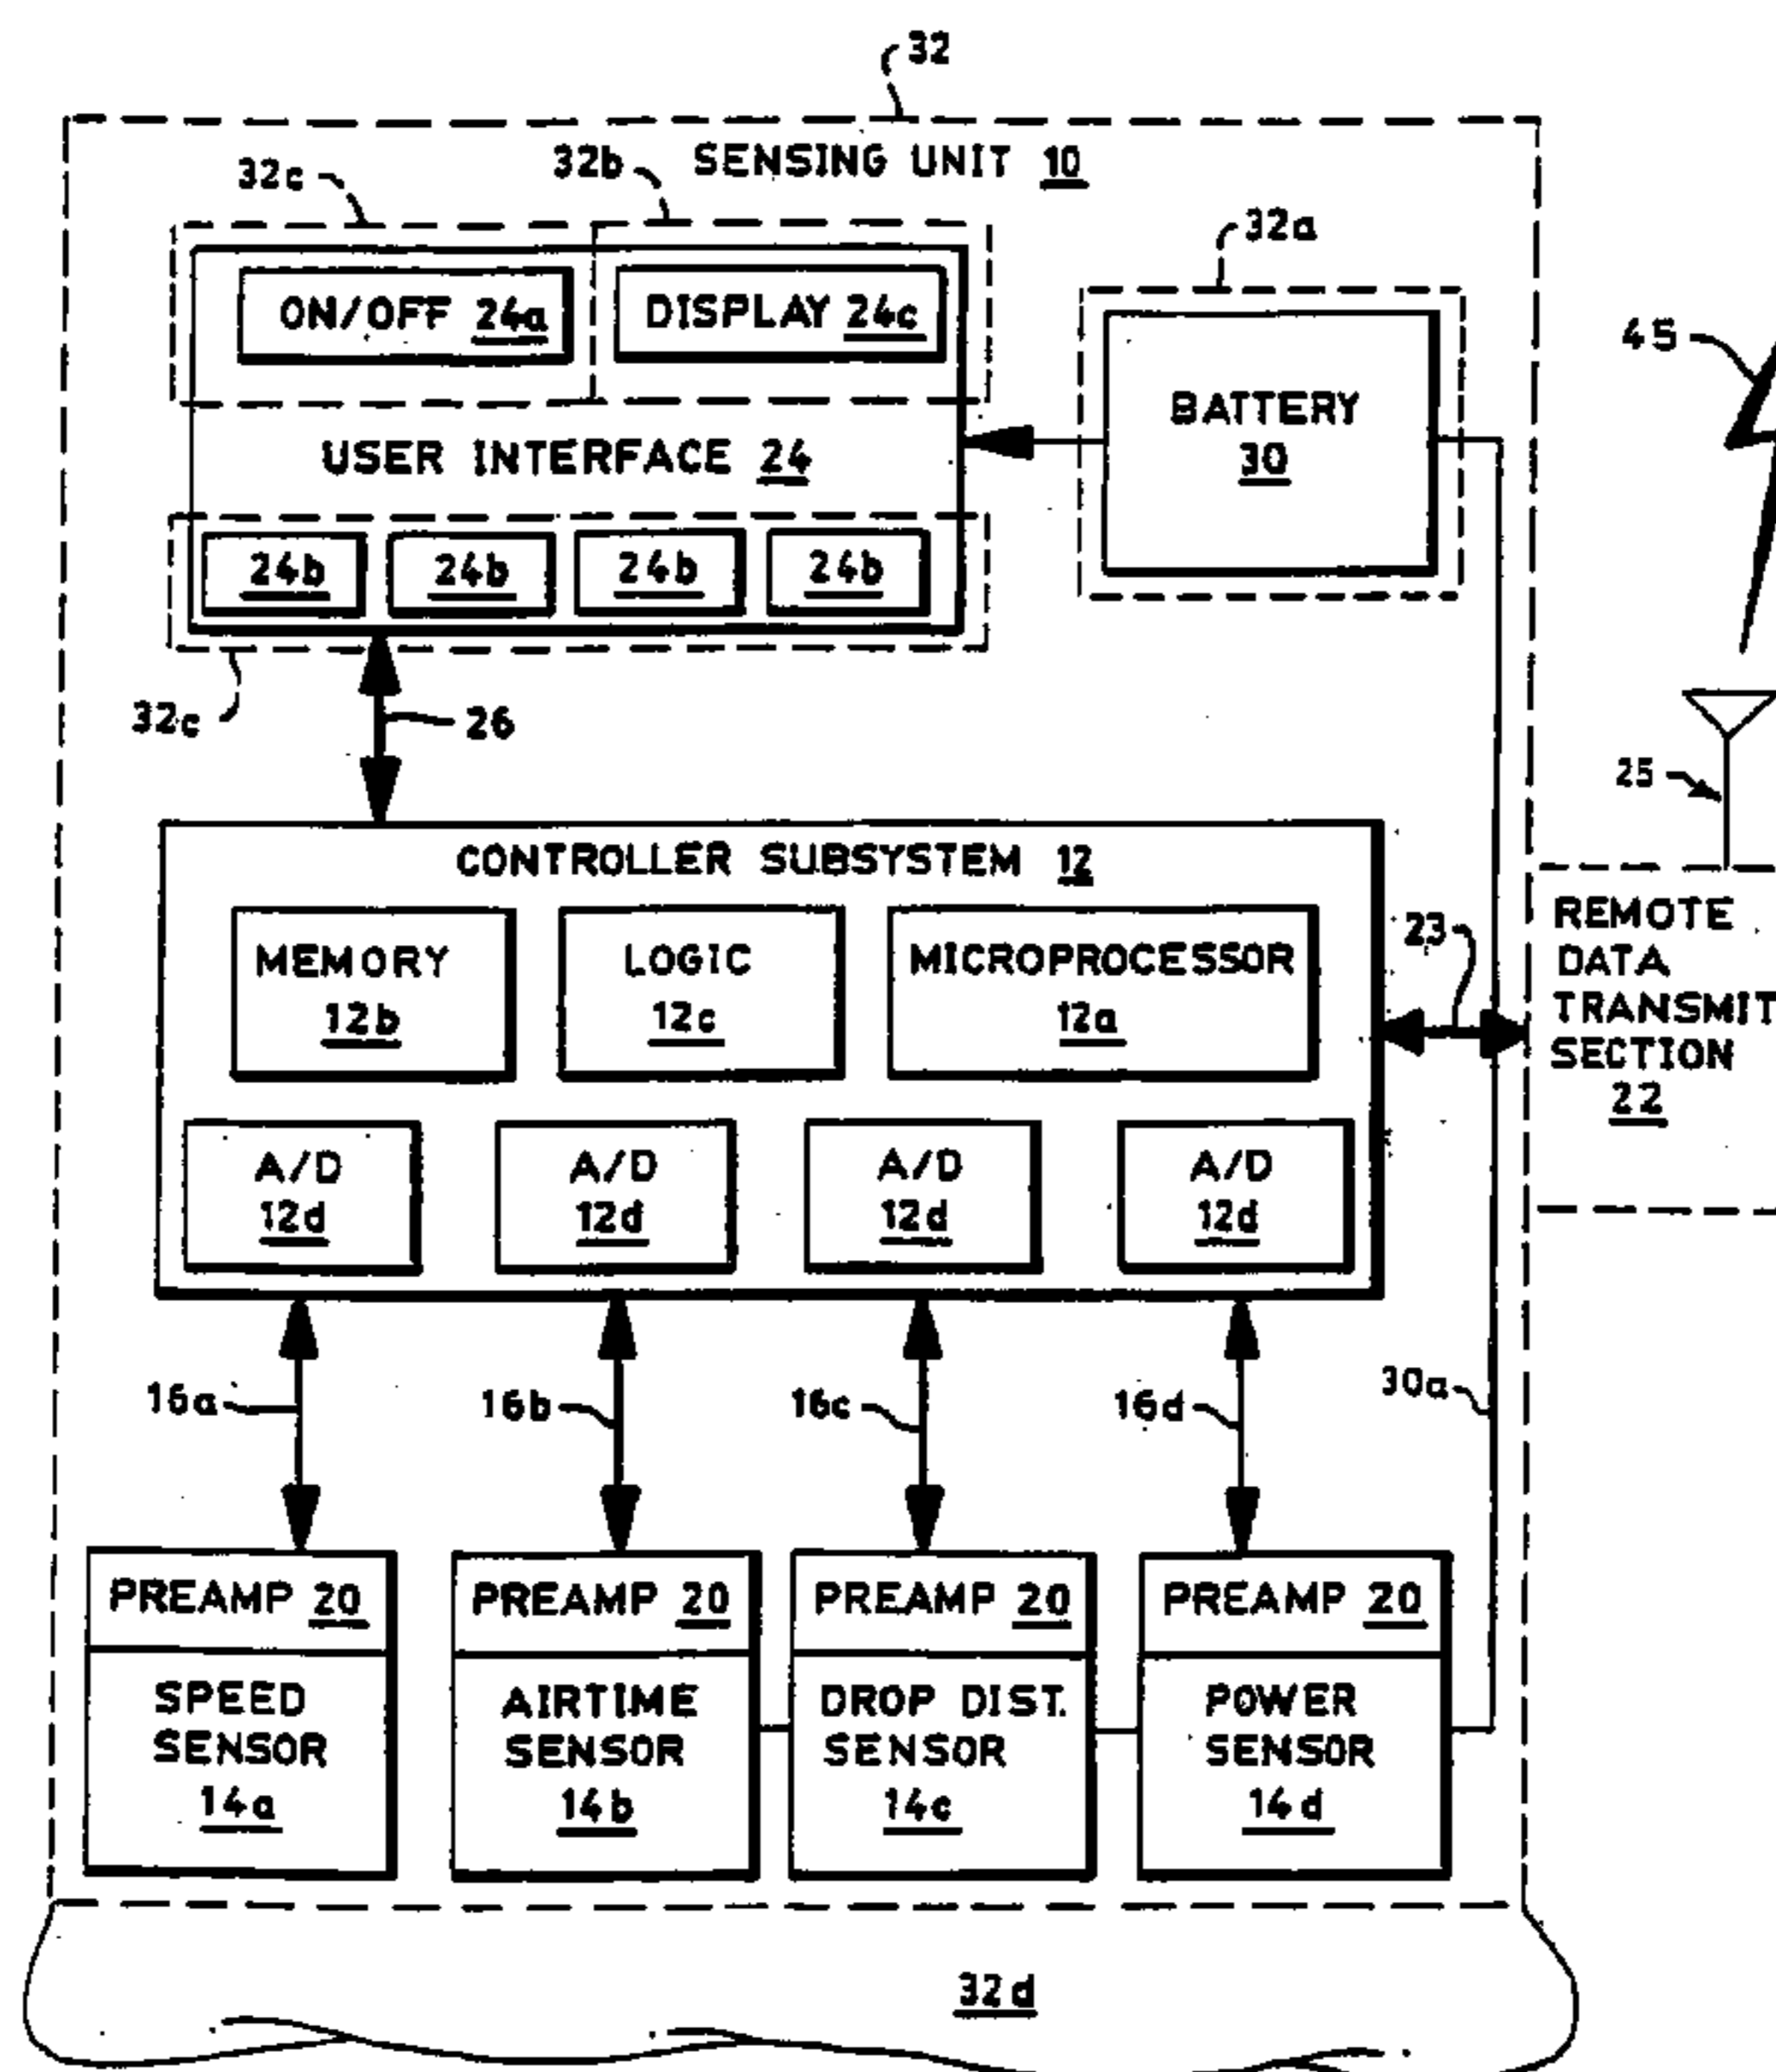 32
SENSING UNIT 10
32c
32b
32a
ON/OFF 24a
DISPLAY 24c
BATTERY
30
45
USER INTERFACE 24
24b
24b
24b
24b
32c
26
25
CONTROLLER SUBSYSTEM 12
MEMORY
12b
LOGIC
12c
MICROPROCESSOR
12a
23
REMOTE
DATA
TRANSMIT
SECTION
22
A/D
12d
A/D
12d
A/D
12d
A/D
12d
16a
16b
16c
16d
30a
PREAMP 20
SPEED
SENSOR
14a
PREAMP 20
AIRTIME
SENSOR
14b
PREAMP 20
DROP DIST.
SENSOR
14c
PREAMP 20
POWER
SENSOR
14d
32d